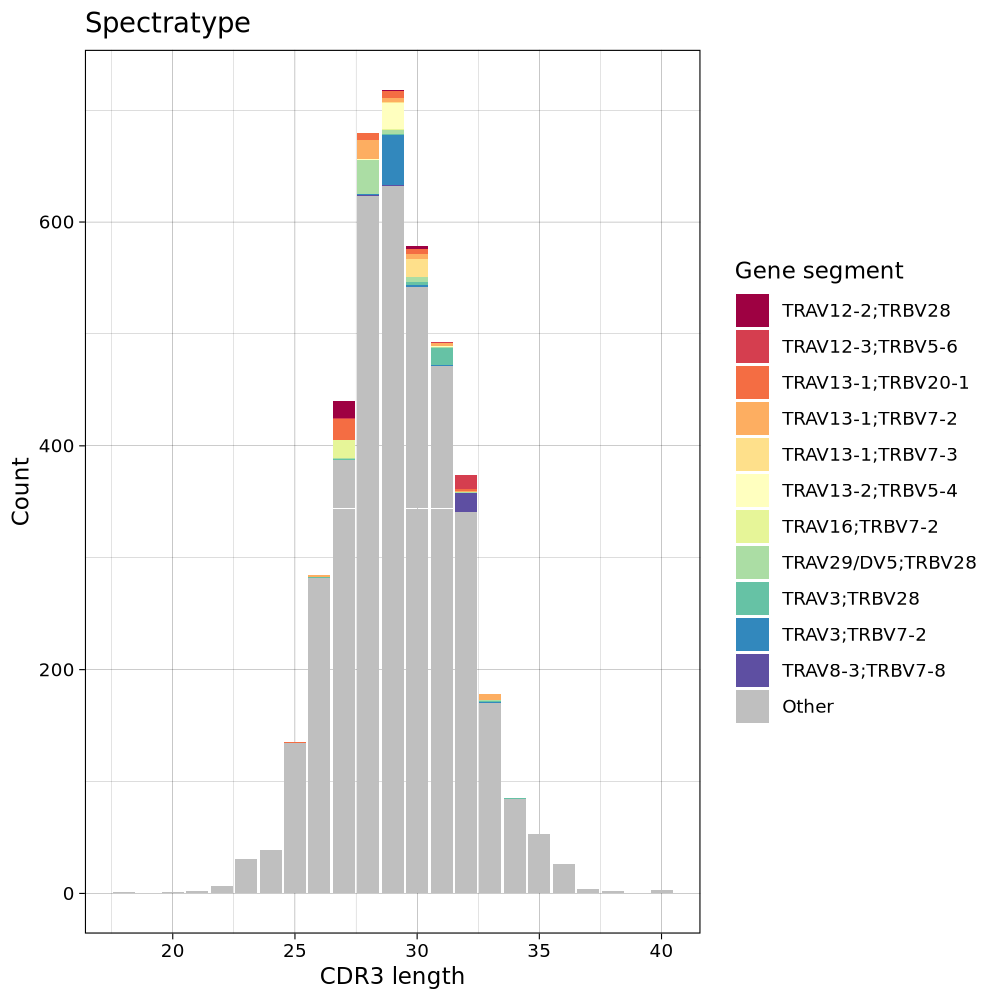 Spectratype
Count
600
400
200
0
20 25 30 35 40
CDR3 length
Gene segment
TRAV12-2;TRBV28
TRAV12-3;TRBV5-6
TRAV13-1;TRBV20-1
TRAV13-1;TRBV7-2
TRAV13-1;TRBV7-3
TRAV13-2;TRBV5-4
TRAV16;TRBV7-2
TRAV29/DV5;TRBV28
TRAV3;TRBV28
TRAV3;TRBV7-2
TRAV8-3;TRBV7-8
Other